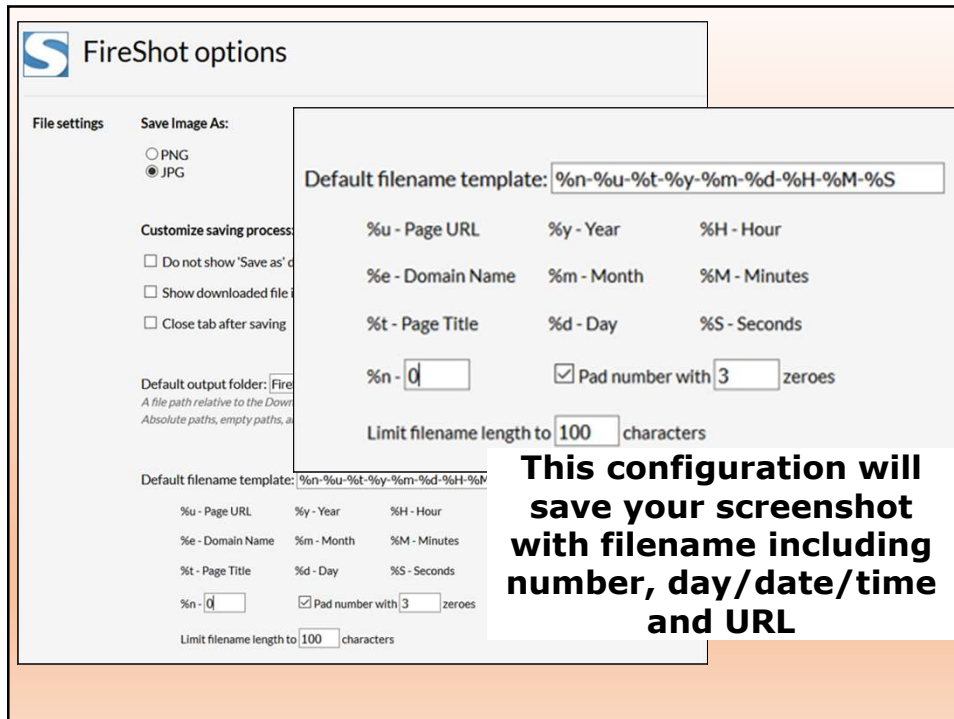 FireShot options
File settings
Save Image As:
PNG
JPG
Customize saving process:
Do not show 'Save as' d
Show downloaded file i
Close tab after saving
Default output folder: Fire
A file path relative to the Down
Absolute paths, empty paths, a
Default filename template: %n-%u-%t-%y-%m-%d-%H-%M
%u - Page URL %y - Year %H - Hour
%e - Domain Name %m - Month %M - Minutes
%t - Page Title %d - Day %S - Seconds
%n - 0 Pad number with 3 zeroes
Limit filename length to 100 characters
Default filename template: %n-%u-%t-%y-%m-%d-%H-%M-%S
%u - Page URL %y - Year %H - Hour
%e - Domain Name %m - Month %M - Minutes
%t - Page Title %d - Day %S - Seconds
%n - 0 Pad number with 3 zeroes
Limit filename length to 100 characters
This configuration will
save your screenshot
with filename including
number, day/date/time
and URL